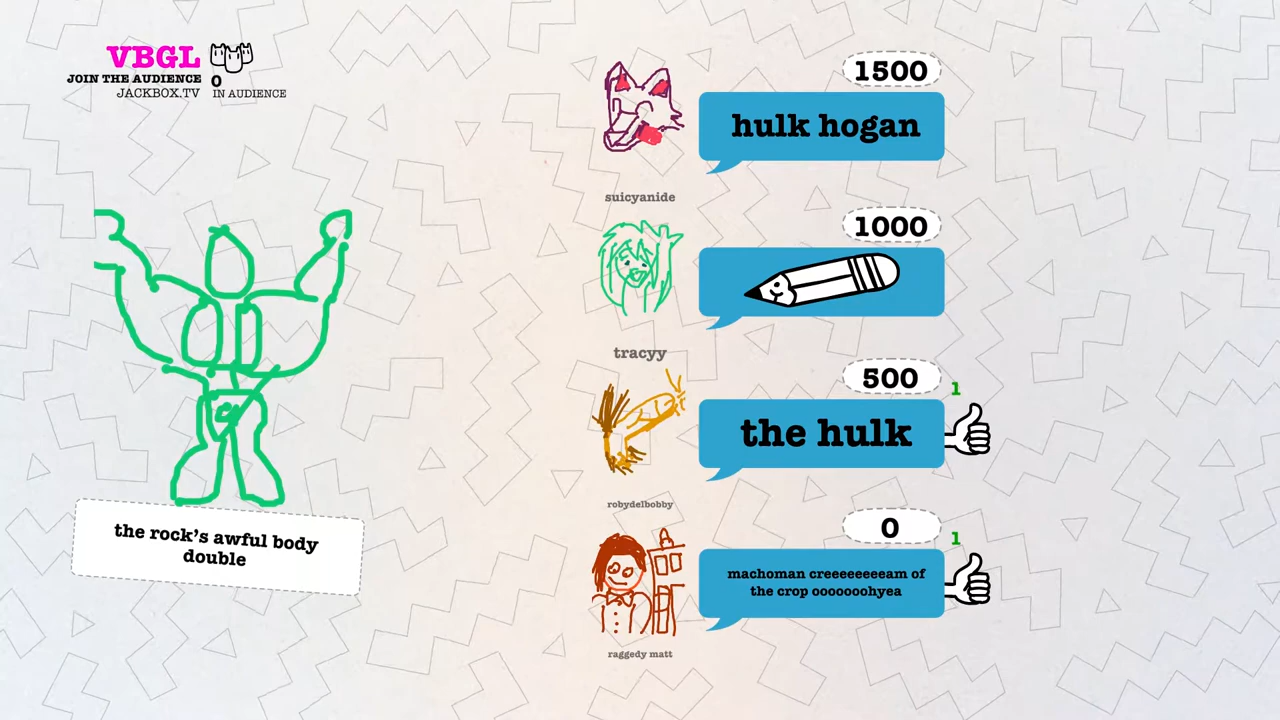 VBGL
JOIN THE AUDIENCE
JACKBOX.TV
0
IN AUDIENCE
the rock's awful body
double
1500
hulk hogan
suicyanide
1000
tracyy
500
1
the hulk
robydelbobby
0
1
machoman creeeeeeeeam of
the crop ooooooohyea
raggedy matt